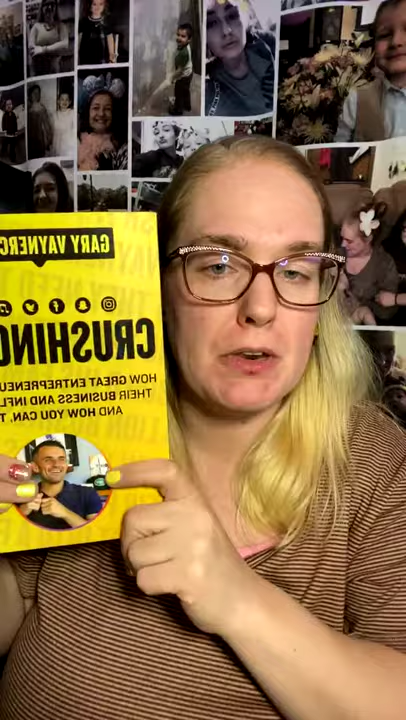 GARY VAYNERC
CRUSHING
HOW GREAT ENTREPRENEU
THEIR BUSINESS AND INFL
AND HOW YOU CAN, T